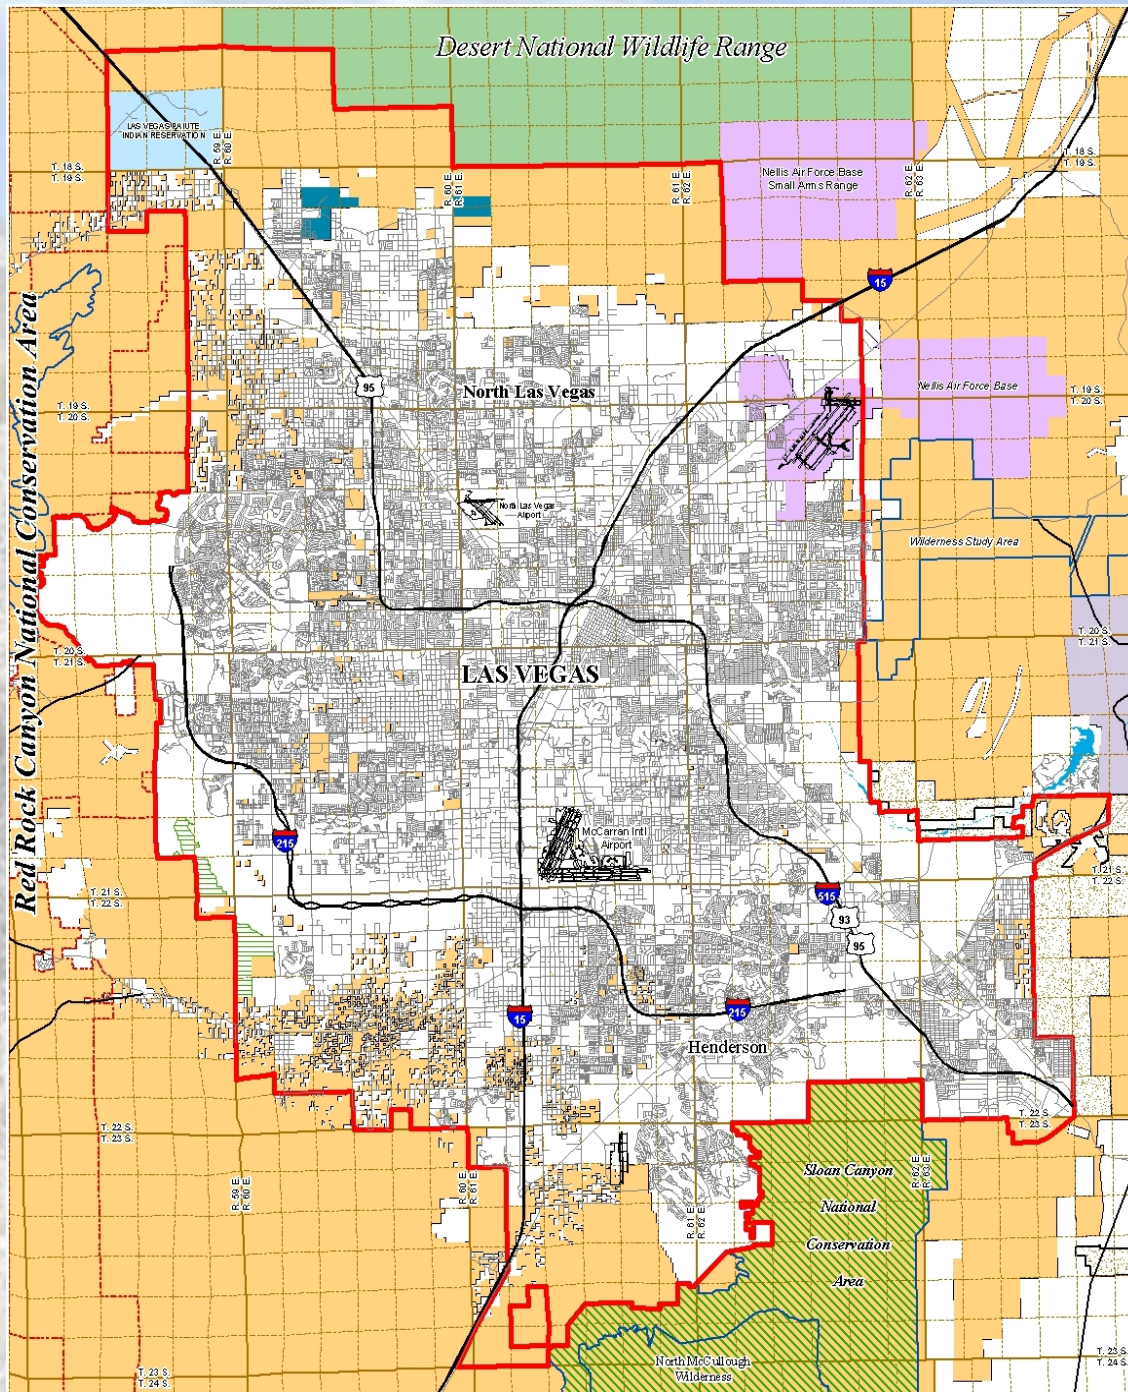 Desert National Wildlife Range
LAS VEGAS PAIUTE
INDIAN RESERVATION
R. 59 E.
R. 60 E.
T. 18 S.
T. 19 S.
R. 60 E.
R. 61 E.
R. 61 E.
R. 62 E.
Nellis Air Force Base
Small Arms Range
R. 62 E.
R. 63 E.
T. 18 S.
T. 19 S.
15
Red Rock Canyon National Conservation Area
95
North Las Vegas
Nellis Air Force Base
T. 19 S.
T. 20 S.
T. 19 S.
T. 20 S.
North Las Vegas
Airport
Wilderness Study Area
T. 20 S.
T. 21 S.
T. 20 S.
T. 21 S.
LAS VEGAS
215
McCarran Intl
Airport
T. 21 S.
T. 22 S.
515
93
95
T. 21 S.
T. 22 S.
15
215
Henderson
T. 22 S.
T. 23 S.
T. 22 S.
T. 23 S.
R. 59 E.
R. 60 E.
R. 60 E.
R. 61 E.
R. 61 E.
R. 62 E.
R. 62 E.
R. 63 E.
Sloan Canyon
National
Conservation
Area
North McCullough
Wilderness
T. 23 S.
T. 24 S.
T. 23 S.
T. 24 S.